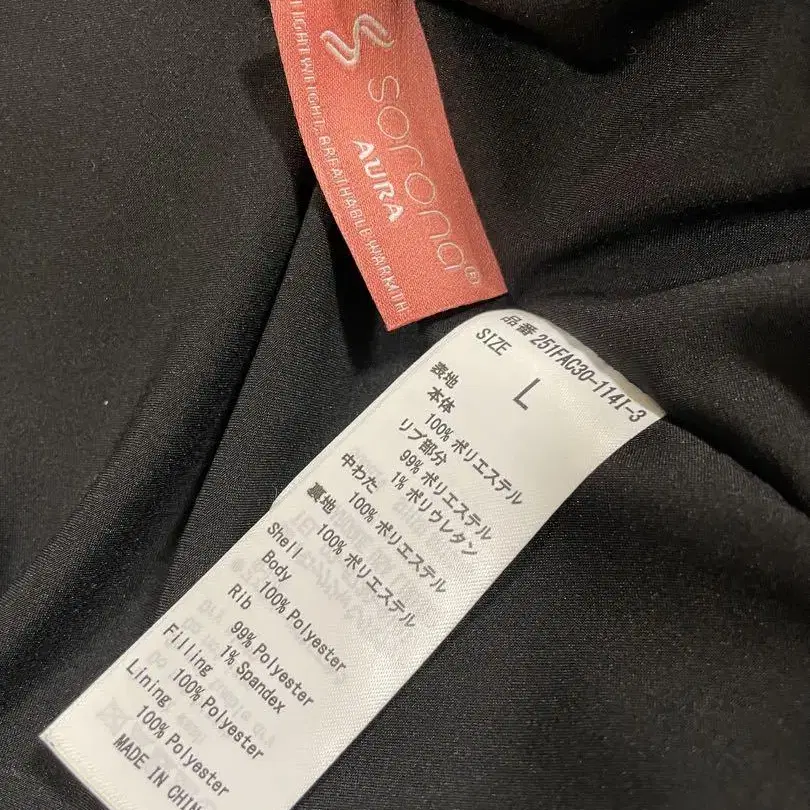 sorona®
AURA
LIGHTWEIGHT. BREATHABLE WARMTH.
品番 251FAC30-114I-3
SIZE
L
表地
本体
100% ポリエステル
リブ部分
99% ポリエステル
1% ポリウレタン
中わた
100% ポリエステル
裏地
100% ポリエステル
Shell
Body
100% Polyester
Rib
99% Polyester
1% Spandex
Filling
100% Polyester
Lining
100% Polyester
MADE IN CHINA